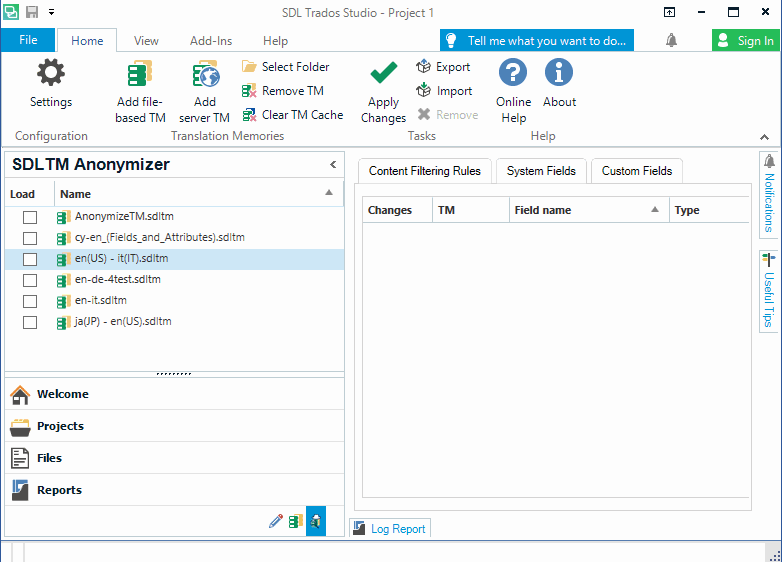 SDL Trados Studio - Project 1
File Home View Add-Ins Help Tell me what you want to do... Sign In
Settings
Configuration
Add file-
based TM
Add
server TM
Select Folder
Remove TM
Clear TM Cache
Translation Memories
Apply
Changes
Export
Import
Remove
Tasks
Online
Help
About
Help
SDLTM Anonymizer
Load Name
AnonymizeTM.sdltm
cy-en_(Fields_and_Attributes).sdltm
en(US) - it(IT).sdltm
en-de-4test.sdltm
en-it.sdltm
ja(JP) - en(US).sdltm
Welcome
Projects
Files
Reports
Content Filtering Rules System Fields Custom Fields
Changes TM Field name Type
Log Report
Notifications
Useful Tips